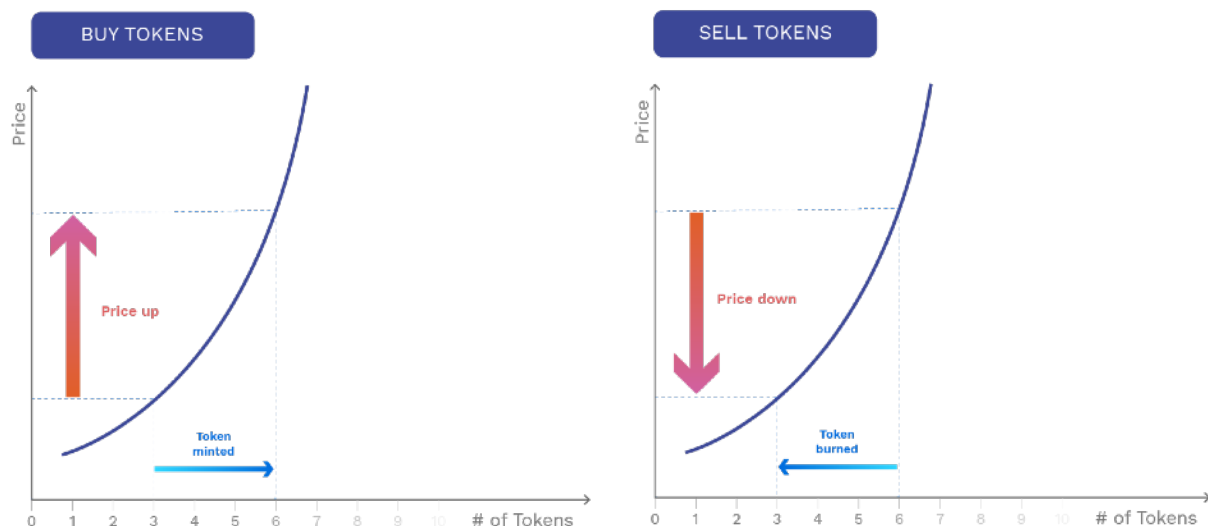 BUY TOKENS
Price
Price up
Token
minted
0 1 2 3 4 5 6 7 8 9 10 # of Tokens
SELL TOKENS
Price
Price down
Token
burned
0 1 2 3 4 5 6 7 8 9 10 # of Tokens